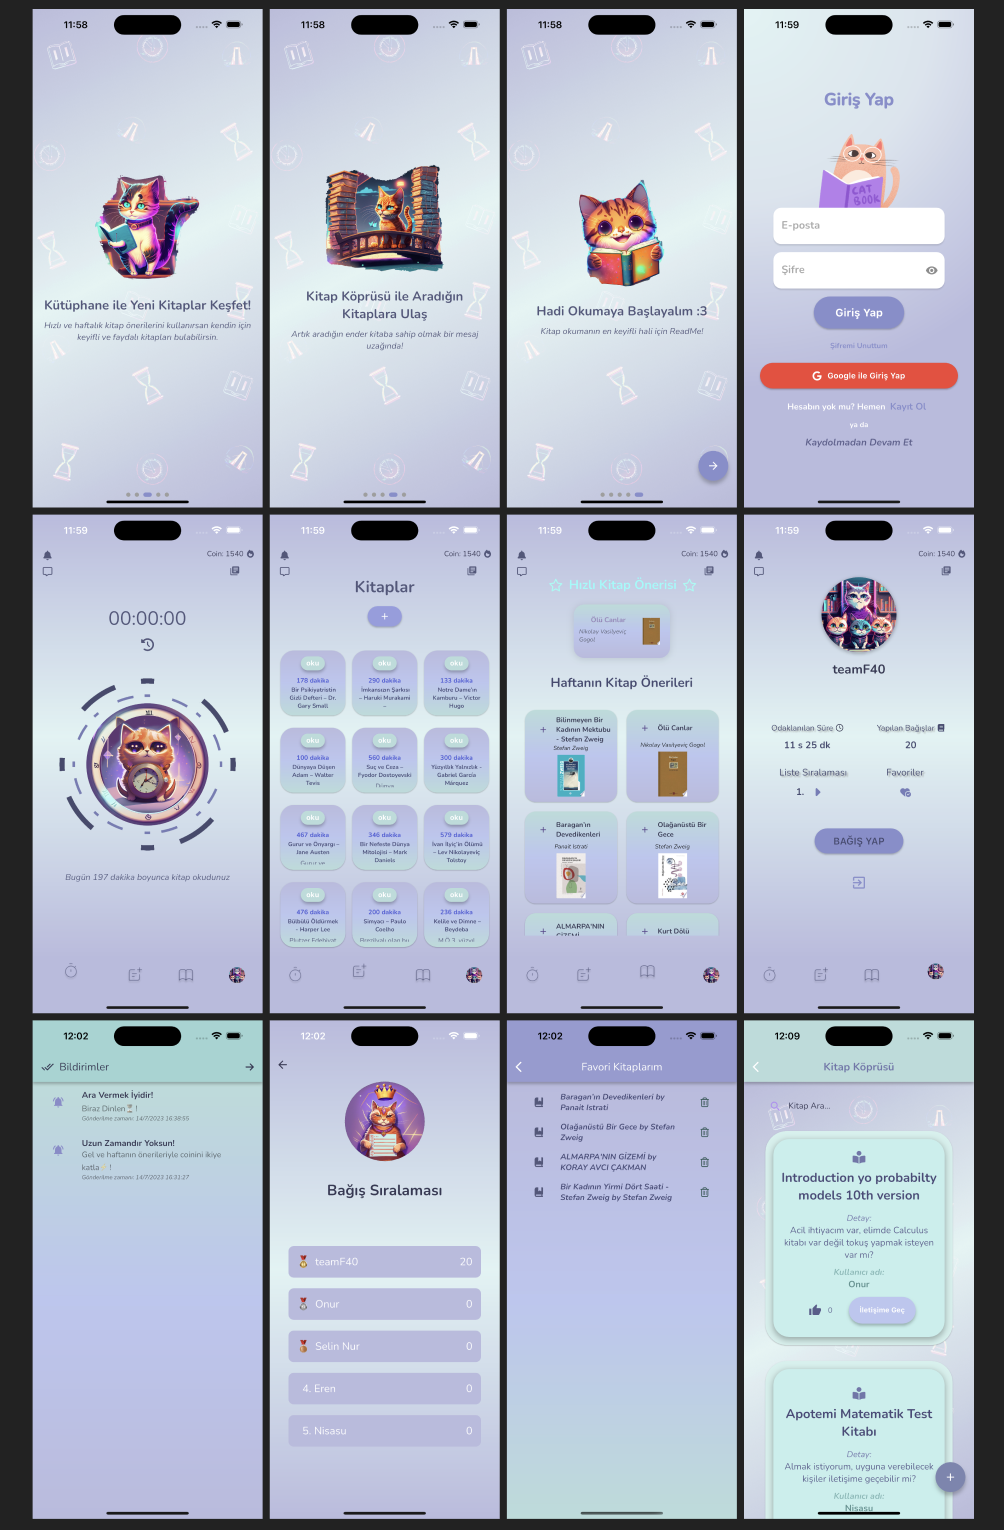 11:58
Kütüphane ile Yeni Kitaplar Keşfet!
Hızlı ve haftalık kitap önerilerini kullanırsan kendin için
keyifli ve faydalı kitapları bulabilirsin.
11:58
Kitap Köprüsü ile Aradığın
Kitaplara Ulaş
Artık aradığın ender kitaba sahip olmak bir mesaj
uzağında!
11:58
Hadi Okumaya Başlayalım :3
Kitap okumanın en keyifli hali için ReadMe!
11:59
Giriş Yap
CAT
BOOK
E-posta
Şifre
Giriş Yap
Şifremi Unuttum
G Google ile Giriş Yap
Hesabın yok mu? Hemen Kayıt Ol
ya da
Kaydolmadan Devam Et
11:59
Coin: 1540
00:00:00
Bugün 197 dakika boyunca kitap okudunuz
11:59
Coin: 1540
Kitaplar
+
oku
178 dakika
Bir Psikiyatristin
Gizli Defteri – Dr.
Gary Small
oku
290 dakika
İmkansızın Şarkısı
– Haruki Murakami
–
oku
133 dakika
Notre Dame'ın
Kamburu – Victor
Hugo
oku
100 dakika
Dünyaya Düşen
Adam – Walter
Tevis
oku
560 dakika
Suç ve Ceza –
Fyodor Dostoyevski
oku
300 dakika
Yüzyıllık Yalnızlık –
Gabriel García
Márquez
oku
467 dakika
Gurur ve Önyargı –
Jane Austen
Gurur ve
oku
346 dakika
Bir Nefeste Dünya
Mitolojisi – Mark
Daniels
oku
579 dakika
İvan İlyiç'in Ölümü
– Lev Nikolayeviç
Tolstoy
oku
476 dakika
Bülbülü Öldürmek
- Harper Lee
Pulitzer Edebiyat
oku
200 dakika
Simyacı – Paulo
Coelho
Brezilyalı olan bu
oku
236 dakika
Kelile ve Dimne –
Beydeba
M.Ö 3. yüzyıl
11:59
Coin: 1540
Hızlı Kitap Önerisi
Ölü Canlar
Nikolay Vasilyeviç
Gogol
Haftanın Kitap Önerileri
+ Bilinmeyen Bir
Kadının Mektubu
- Stefan Zweig
Stefan Zweig
+ Ölü Canlar
Nikolay Vasilyeviç Gogol
+ Baragan'ın
Devedikenleri
Panait Istrati
+ Olağanüstü Bir
Gece
Stefan Zweig
+ ALMARPA'NIN
GİZEMİ
+ Kurt Dölü
11:59
Coin: 1540
teamF40
Odaklanılan Süre
11 s 25 dk
Yapılan Bağışlar
20
Liste Sıralaması
1.
Favoriler
BAĞIŞ YAP
12:02
Bildirimler
Ara Vermek İyidir!
Biraz Dinlen⏳ !
Gönderilme zamanı: 14/7/2023 16:38:55
Uzun Zamandır Yoksun!
Gel ve haftanın önerileriyle coinini ikiye
katla !
Gönderilme zamanı: 14/7/2023 16:31:27
12:02
Bağış Sıralaması
teamF40 20
Onur 0
Selin Nur 0
4. Eren 0
5. Nisasu 0
12:02
Favori Kitaplarım
Baragan'ın Devedikenleri by
Panait Istrati
Olağanüstü Bir Gece by Stefan
Zweig
ALMARPA'NIN GİZEMİ by
KORAY AVCI ÇAKMAN
Bir Kadının Yirmi Dört Saati -
Stefan Zweig by Stefan Zweig
12:09
Kitap Köprüsü
Kitap Ara...
Introduction yo probabilty
models 10th version
Detay:
Acil ihtiyacım var, elimde Calculus
kitabı var değil tokuş yapmak isteyen
var mı?
Kullanıcı adı:
Onur
0
İletişime Geç
Apotemi Matematik Test
Kitabı
Detay:
Almak istiyorum, uyguna verebilecek
kişiler iletişime geçebilir mi?
Kullanıcı adı:
Nisasu
+